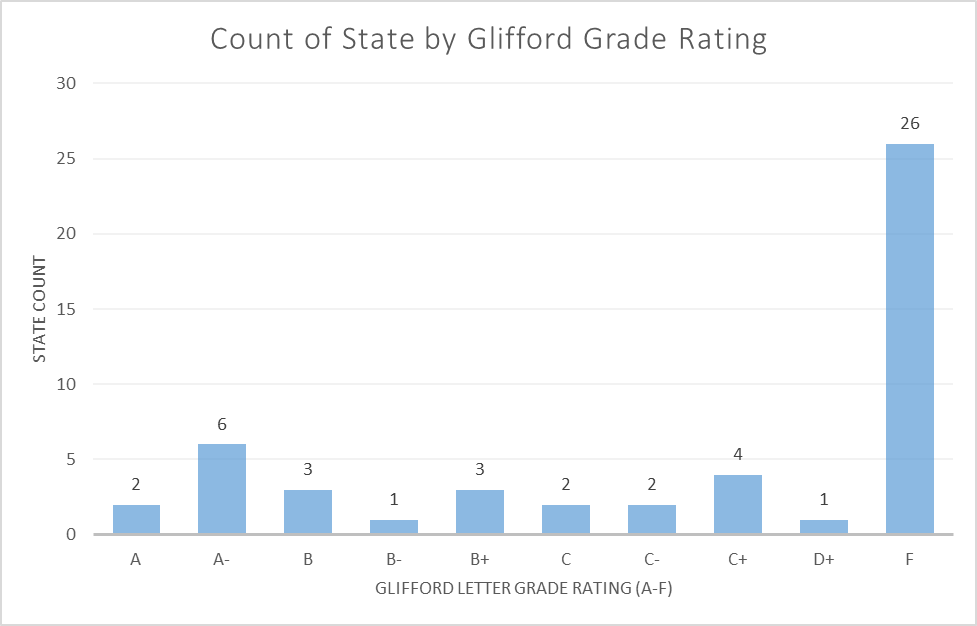 Count of State by Glifford Grade Rating
30
25
20
15
10
5
0
STATE COUNT
2
6
3
1
3
2
2
4
1
26
A
A-
B
B-
B+
C
C-
C+
D+
F
GLIFFORD LETTER GRADE RATING (A-F)